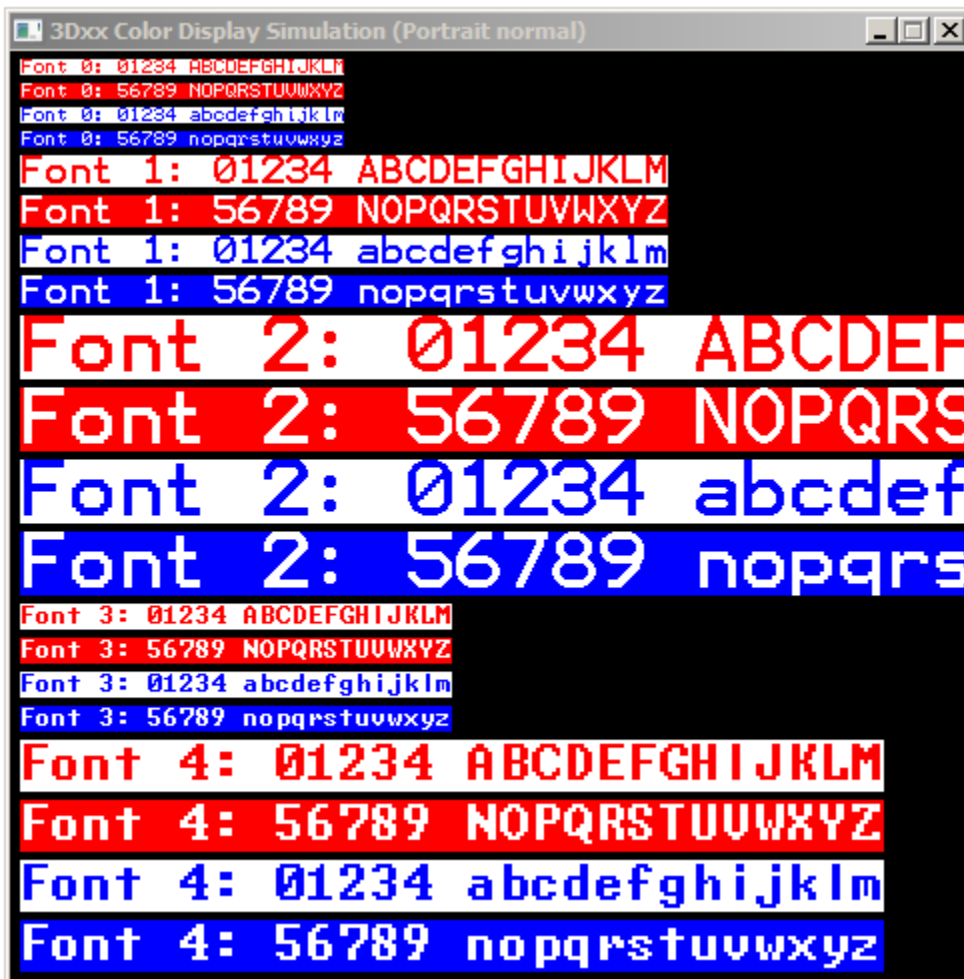 3Dxx Color Display Simulation (Portrait normal)
Font 0: 01234 ABCDEFGHIJKLM
Font 0: 56789 NOPQRSTUVWXYZ
Font 0: 01234 abcdefghijklm
Font 0: 56789 nopqrstuvwxyz
Font 1: 01234 ABCDEFGHIJKLM
Font 1: 56789 NOPQRSTUVWXYZ
Font 1: 01234 abcdefghijklm
Font 1: 56789 nopqrstuvwxyz
Font 2: 01234 ABCDEF
Font 2: 56789 NOPQRS
Font 2: 01234 abcdef
Font 2: 56789 nopqrs
Font 3: 01234 ABCDEFGHIJKLM
Font 3: 56789 NOPQRSTUVWXYZ
Font 3: 01234 abcdefghijklm
Font 3: 56789 nopqrstuvwxyz
Font 4: 01234 ABCDEFGHIJKLM
Font 4: 56789 NOPQRSTUVWXYZ
Font 4: 01234 abcdefghijklm
Font 4: 56789 nopqrstuvwxyz